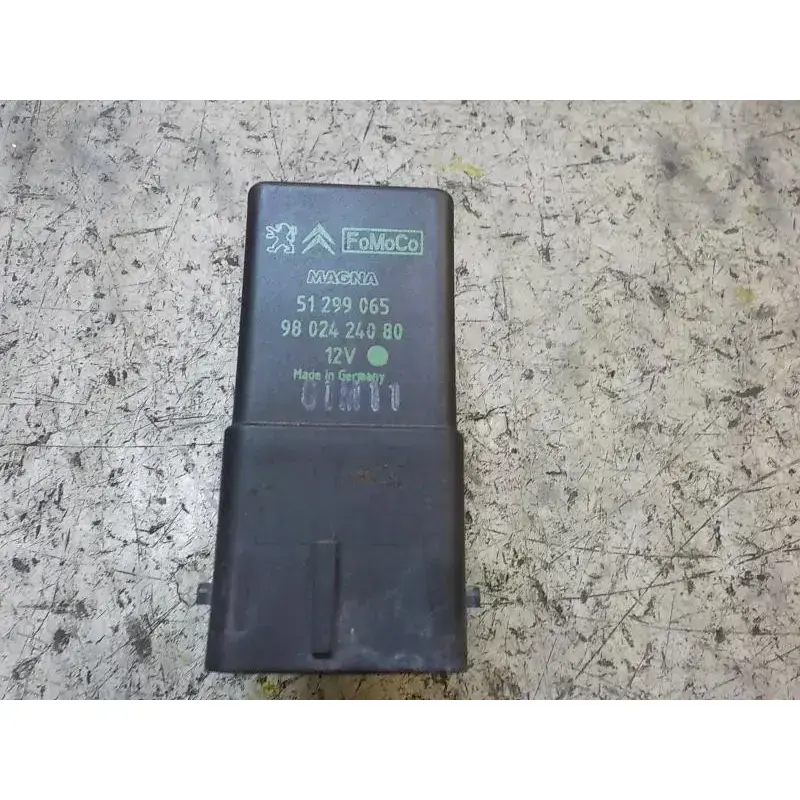 FoMoCo
MAGNA
51 299 065
98 024 240 80
12V
Made in Germany